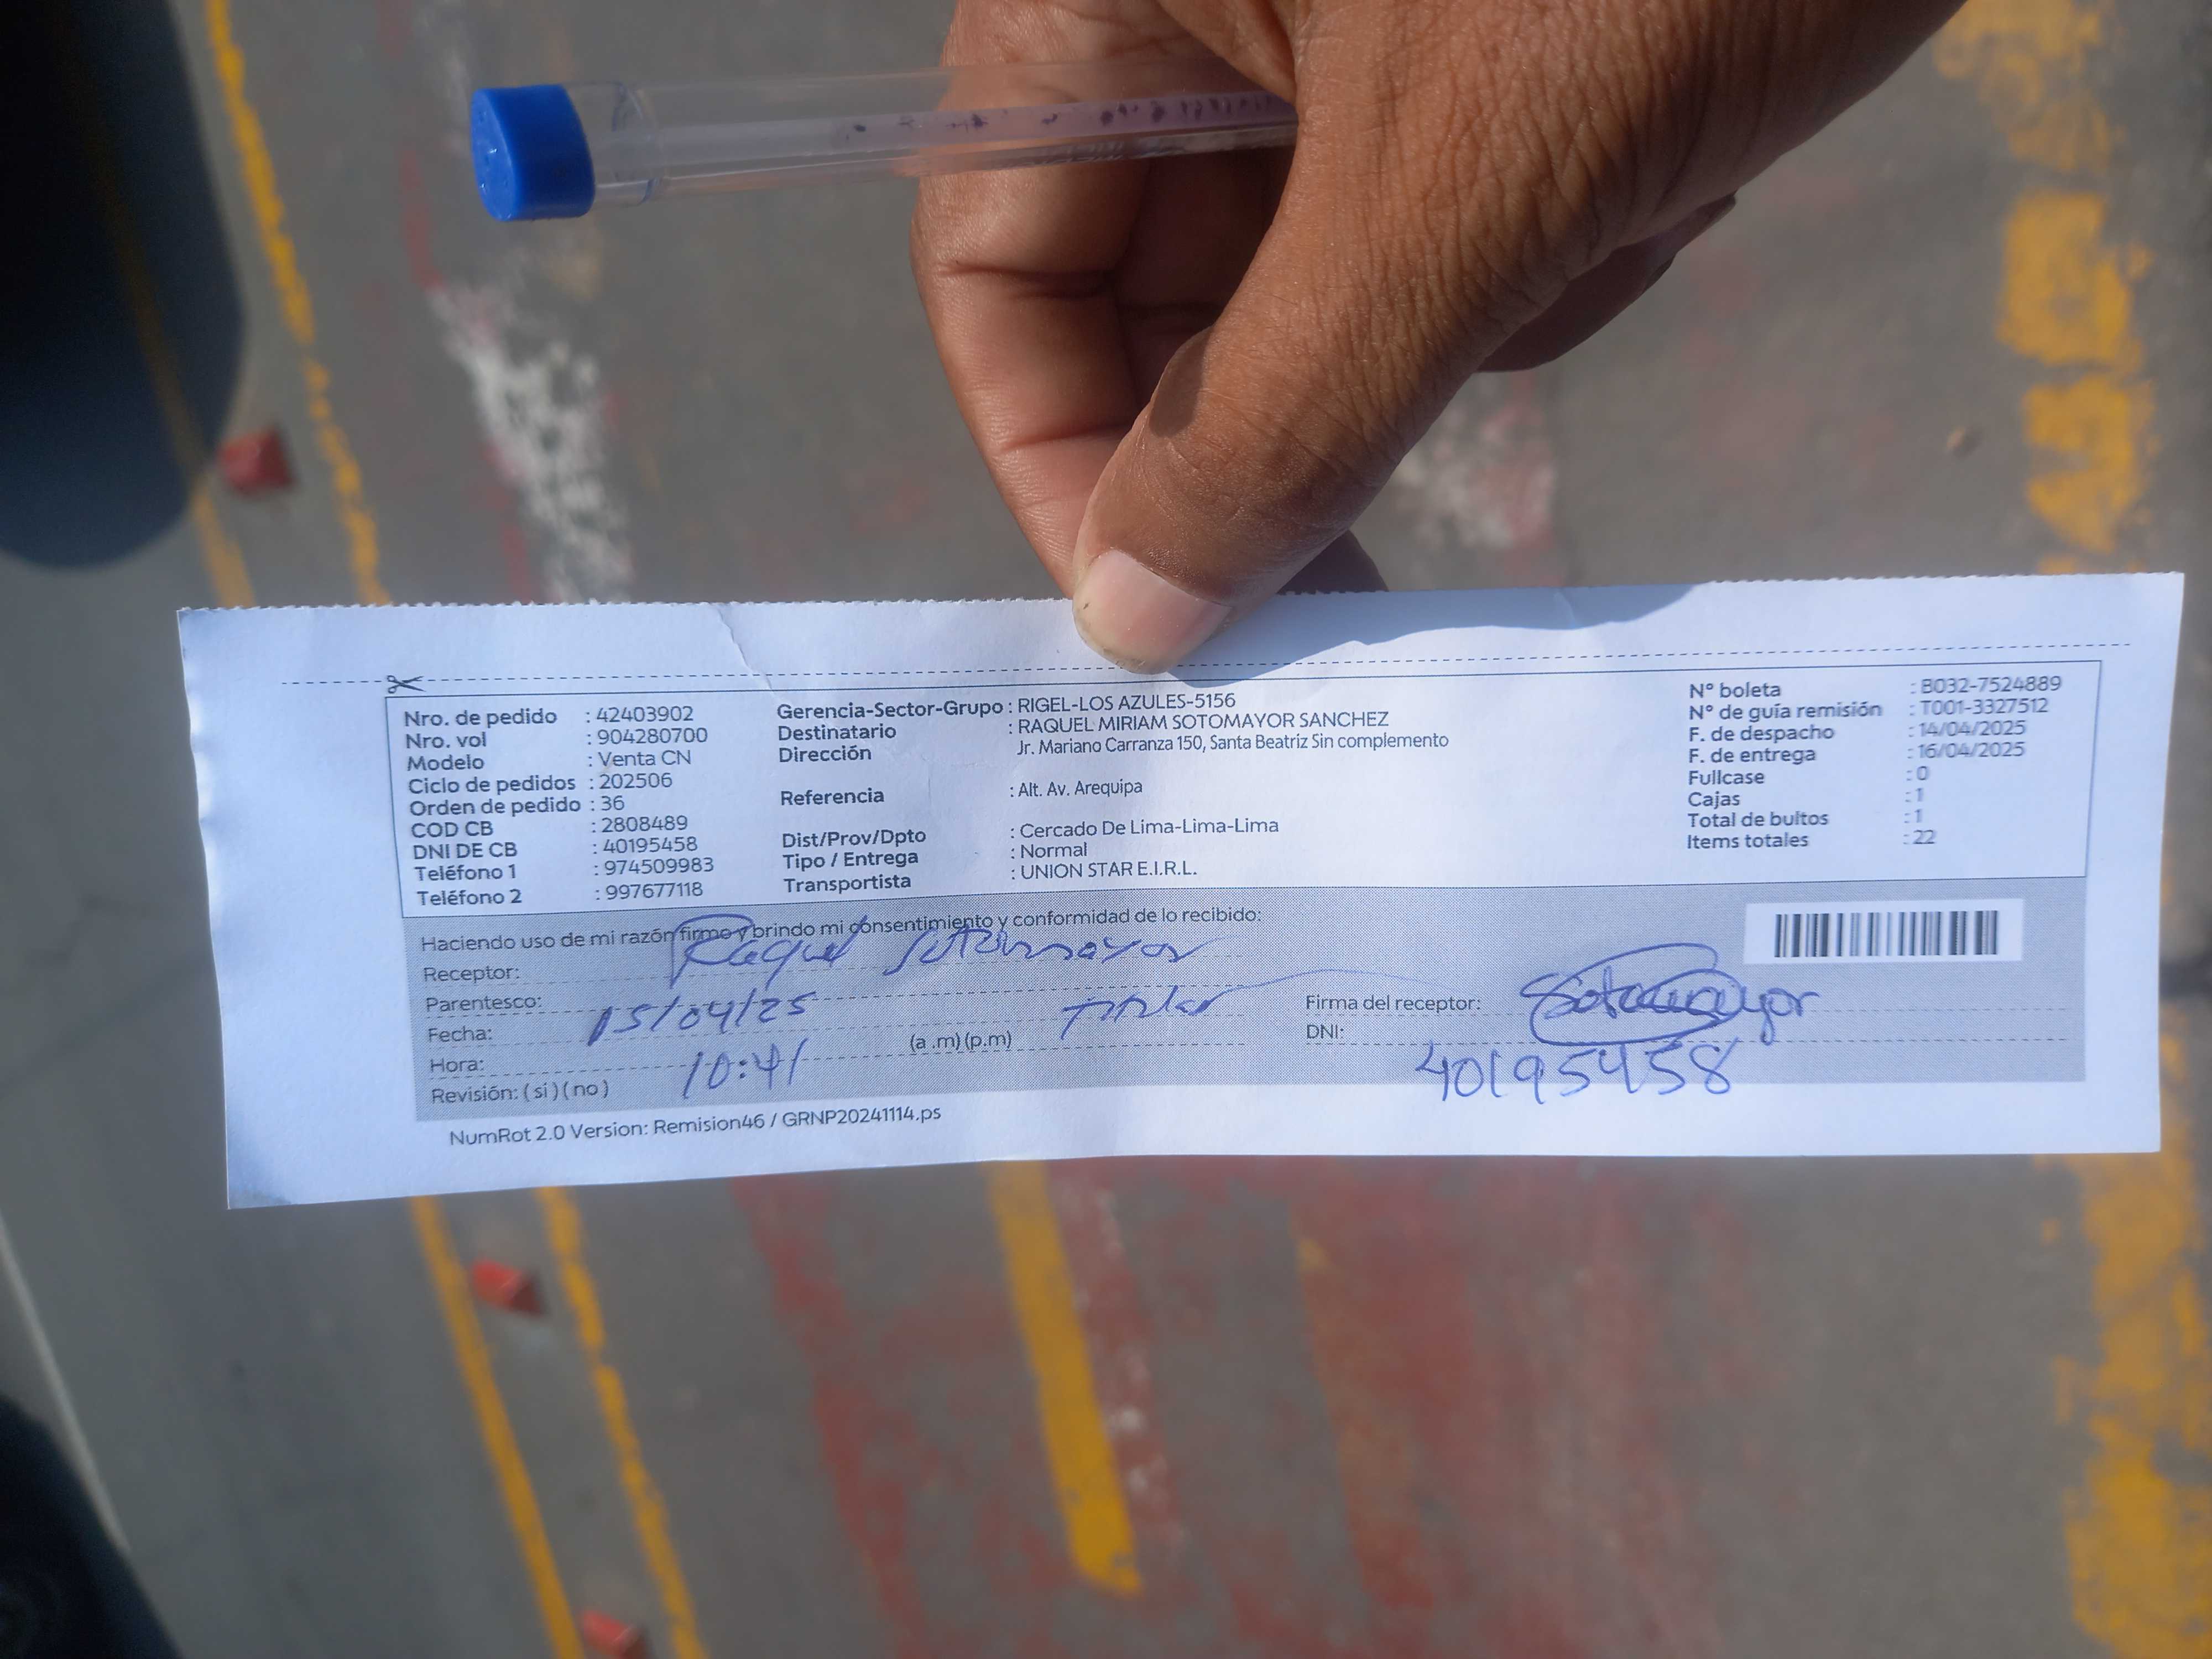 Nro. de pedido : 42403902
Nro. vol : 904280700
Modelo : Venta CN
Ciclo de pedidos : 202506
Orden de pedido : 36
COD CB : 2808489
DNI DE CB : 40195458
Teléfono 1 : 974509983
Teléfono 2 : 997677118
Gerencia-Sector-Grupo : RIGEL-LOS AZULES-5156
Destinatario : RAQUEL MIRIAM SOTOMAYOR SANCHEZ
Dirección Jr. Mariano Carranza 150, Santa Beatriz Sin complemento
Referencia : Alt. Av. Arequipa
Dist/Prov/Dpto : Cercado De Lima-Lima-Lima
Tipo / Entrega : Normal
Transportista : UNION STAR E.I.R.L.
N° boleta : B032-7524889
N° de guía remisión : T001-3327512
F. de despacho : 14/04/2025
F. de entrega : 16/04/2025
Fullcase : 0
Cajas : 1
Total de bultos : 1
Items totales : 22
Haciendo uso de mi razón firmo y brindo mi consentimiento y conformidad de lo recibido:
Receptor: Raquel Sotomayor
Parentesco: Titular
Fecha: 15/04/25
Hora: 10:41 (a .m) (p.m)
Revisión: ( si ) ( no )
Firma del receptor: Sotomayor
DNI: 40195458
NumRot 2.0 Version: Remision46 / GRNP20241114.ps